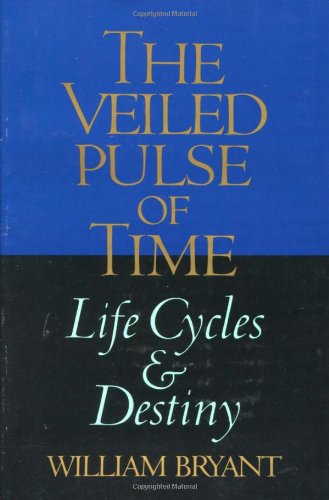 THE
VEILED
PULSE
OF
TIME
Life Cycles
&
Destiny
WILLIAM BRYANT